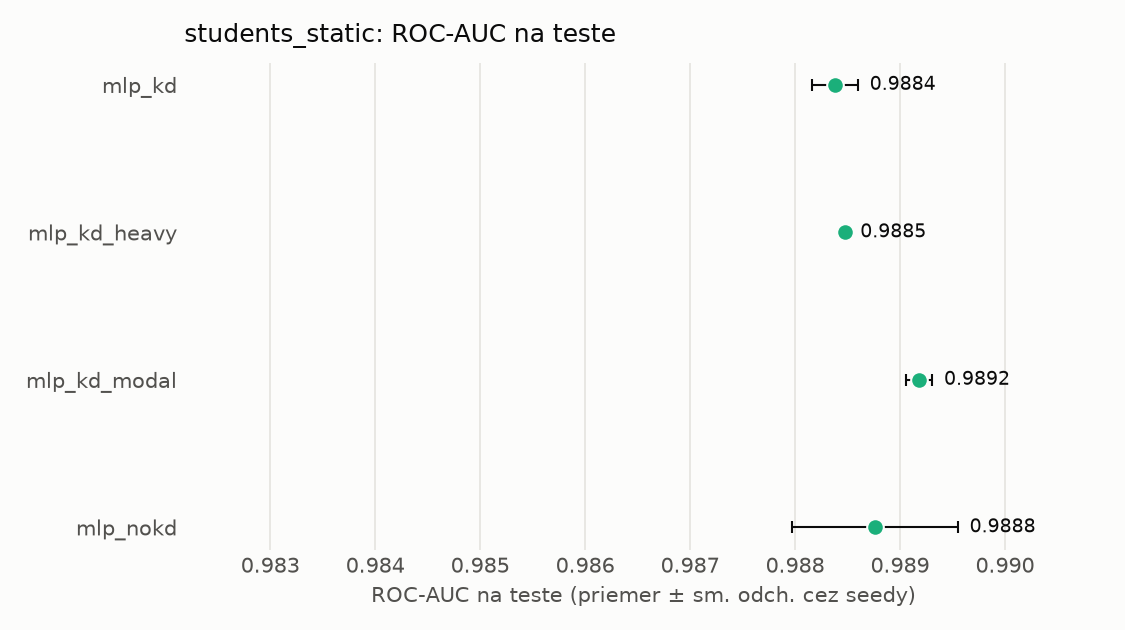 students_static: ROC-AUC na teste
mlp_kd
0.9884
mlp_kd_heavy
0.9885
mlp_kd_modal
0.9892
mlp_nokd
0.9888
0.983 0.984 0.985 0.986 0.987 0.988 0.989 0.990
ROC-AUC na teste (priemer ± sm. odch. cez seedy)